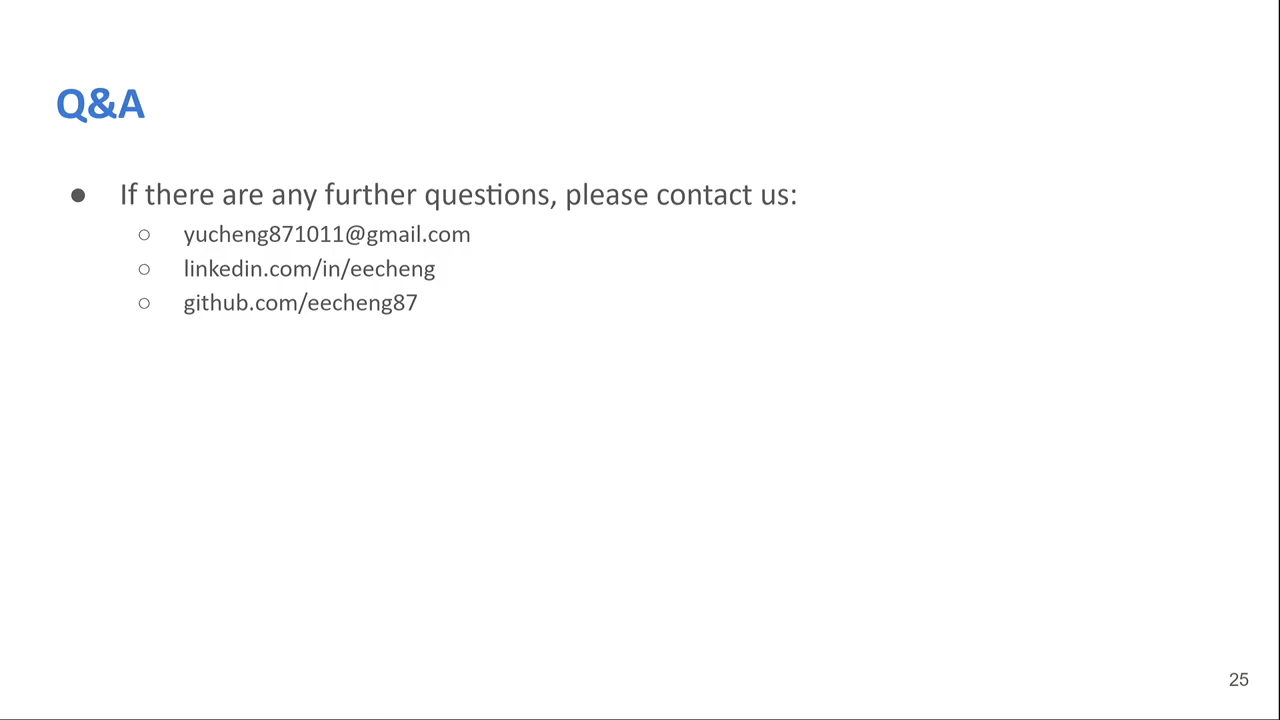 Q&A
● If there are any further questions, please contact us:
○ yucheng871011@gmail.com
○ linkedin.com/in/eecheng
○ github.com/eecheng87
25